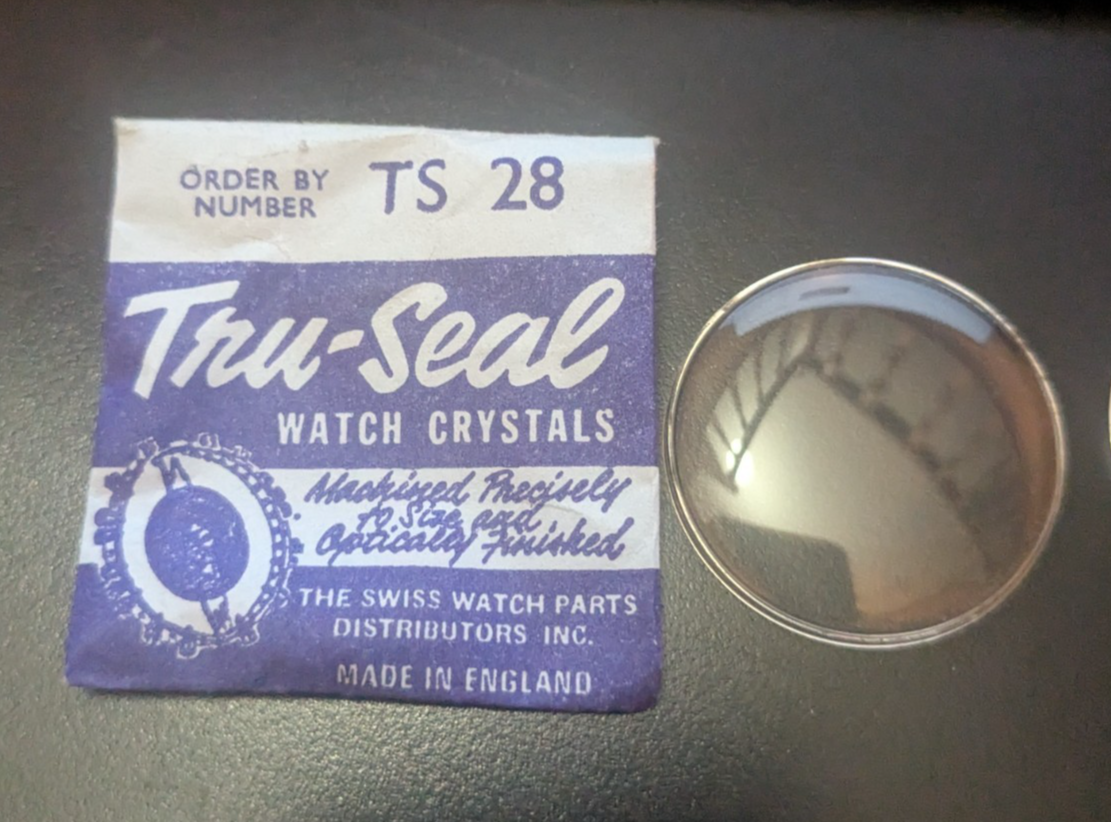 ORDER BY
NUMBER
TS 28
Tru-Seal
WATCH CRYSTALS
Machined Precisely
to Size and
Optically Finished
THE SWISS WATCH PARTS
DISTRIBUTORS INC.
MADE IN ENGLAND